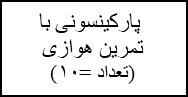 پارکینسونی با
تمرین هوازی
(تعداد =۱۰)